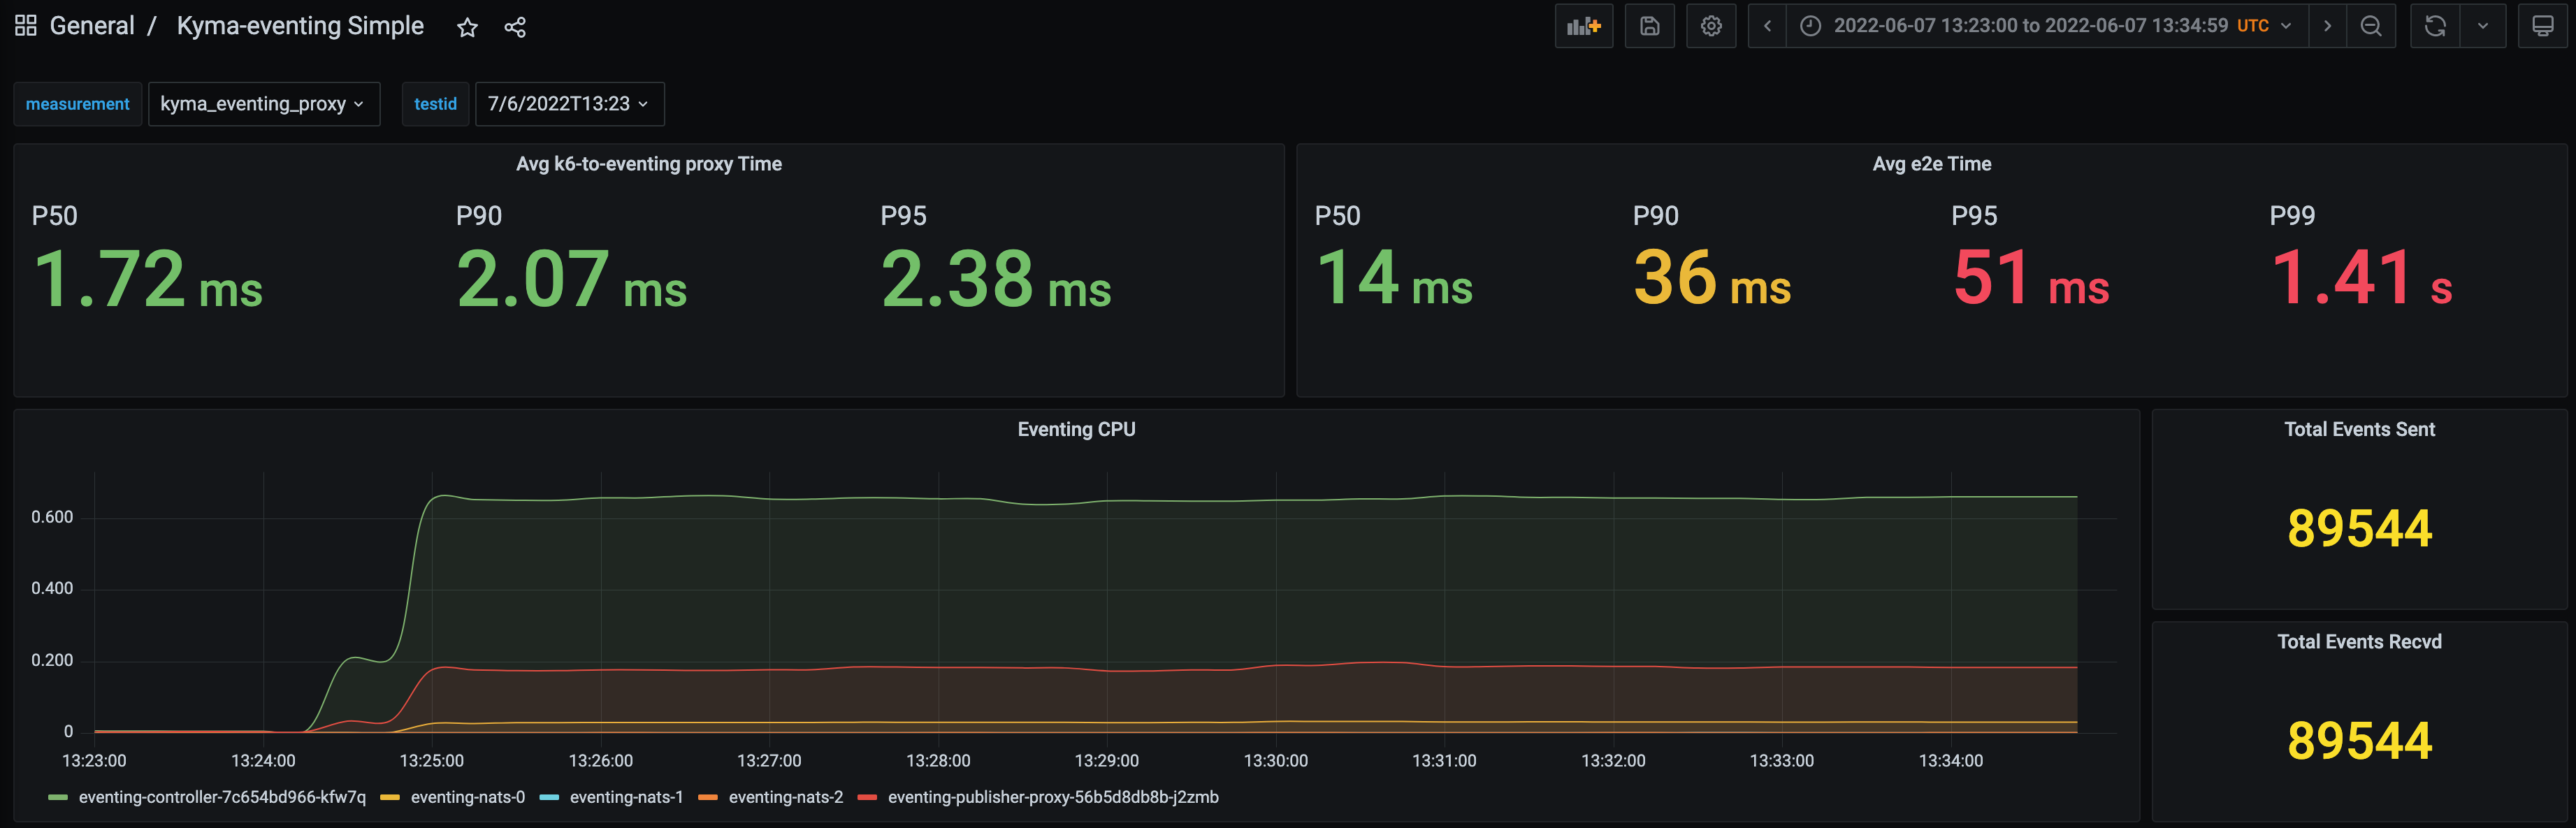 General / Kyma-eventing Simple
2022-06-07 13:23:00 to 2022-06-07 13:34:59 UTC
measurement kyma_eventing_proxy testid 7/6/2022T13:23
Avg k6-to-eventing proxy Time
P50 P90 P95
1.72 ms 2.07 ms 2.38 ms
Avg e2e Time
P50 P90 P95 P99
14 ms 36 ms 51 ms 1.41 s
Eventing CPU
0.600
0.400
0.200
0
13:23:00 13:24:00 13:25:00 13:26:00 13:27:00 13:28:00 13:29:00 13:30:00 13:31:00 13:32:00 13:33:00 13:34:00
eventing-controller-7c654bd966-kfw7q eventing-nats-0 eventing-nats-1 eventing-nats-2 eventing-publisher-proxy-56b5d8db8b-j2zmb
Total Events Sent
89544
Total Events Recvd
89544